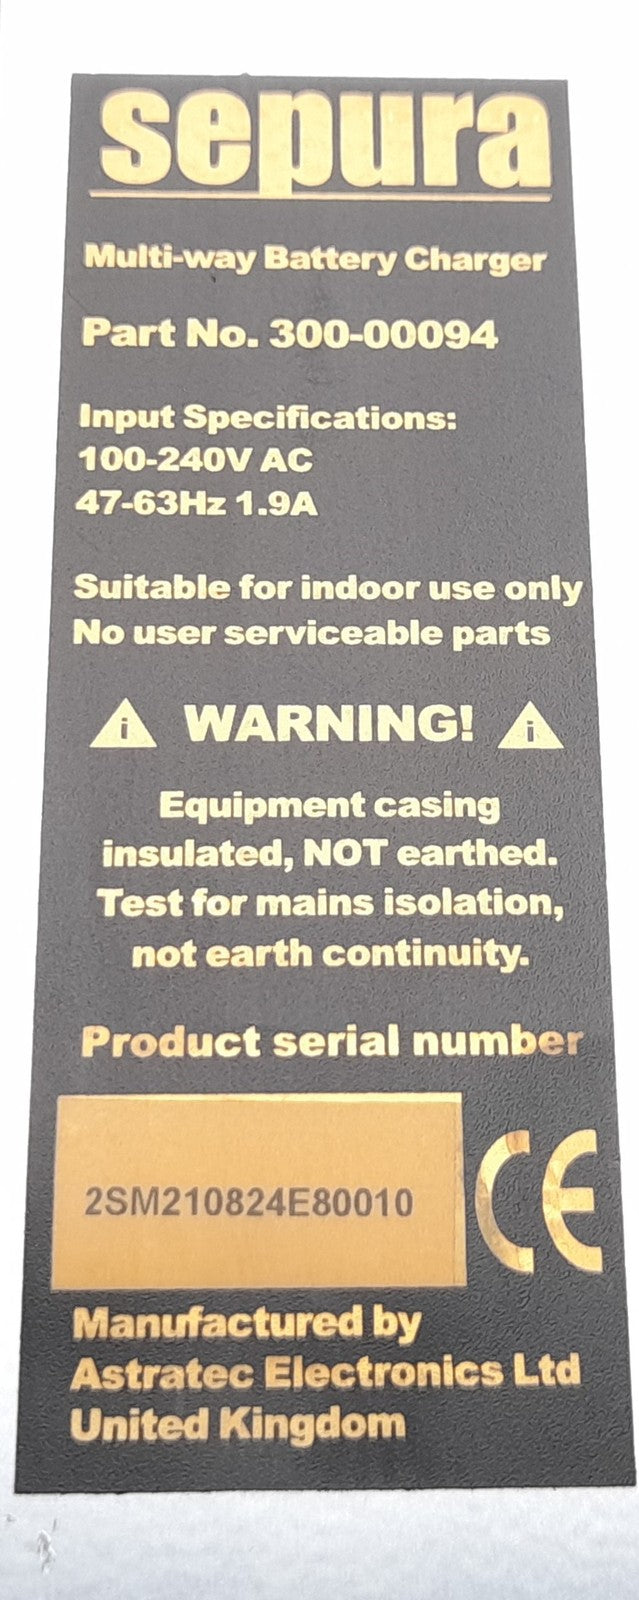 sepura
Multi-way Battery Charger
Part No. 300-00094
Input Specifications:
100-240V AC
47-63Hz 1.9A
Suitable for indoor use only
No user serviceable parts
i WARNING! i
Equipment casing
insulated, NOT earthed.
Test for mains isolation,
not earth continuity.
Product serial number
2SM210824E80010
CE
Manufactured by
Astratec Electronics Ltd
United Kingdom